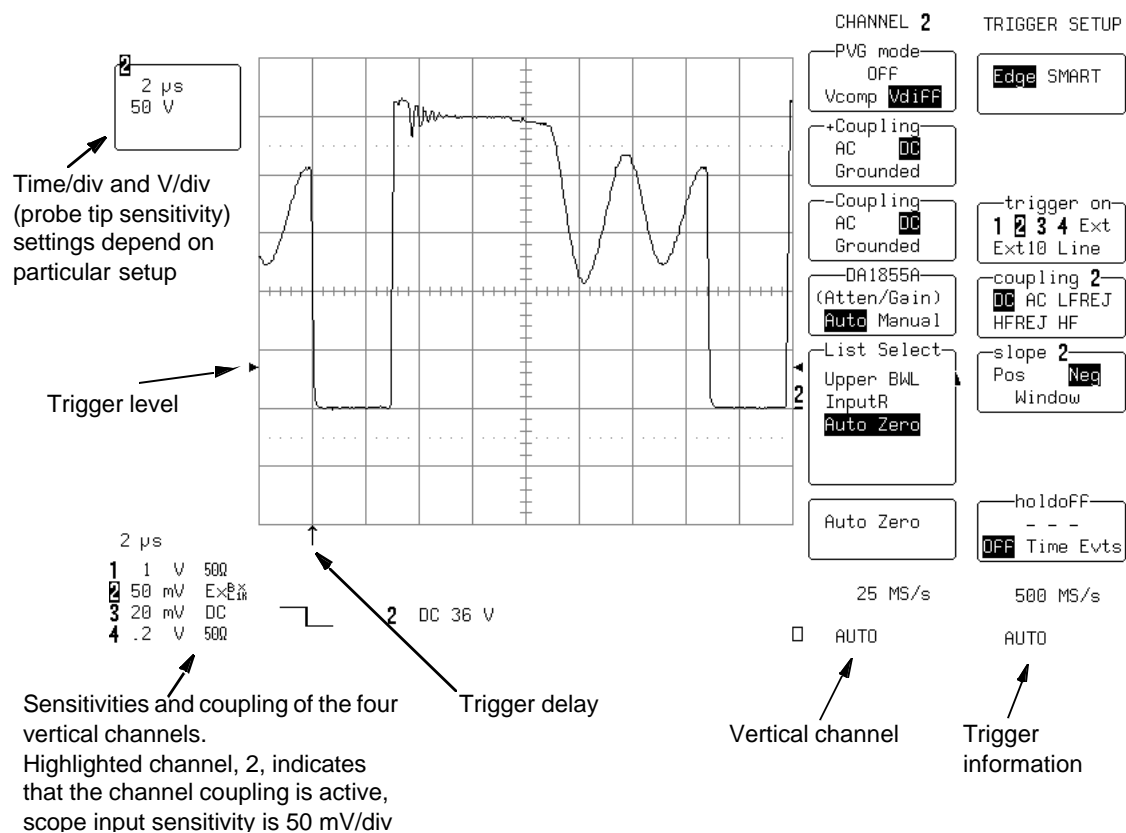 CHANNEL 2
TRIGGER SETUP
2
2 µs
50 V
PVG mode
Off
Vcomp Vdiff
Edge SMART
+Coupling
AC DC
Grounded
Time/div and V/div
(probe tip sensitivity)
settings depend on
particular setup
-Coupling
AC DC
Grounded
trigger on
1 2 3 4 Ext
Ext10 Line
DA1855A
(Atten/Gain)
Auto Manual
coupling 2
DC AC LFREJ
HFREJ HF
List Select
Upper BWL
InputR
Auto Zero
slope 2
Pos Neg
Window
Trigger level
2
Auto Zero
holdoff
- - -
Off Time Evts
2 µs
1 1 V 50Ω
2 50 mV Ex
3 20 mV DC
4 .2 V 50Ω
2 DC 36 V
25 MS/s
500 MS/s
AUTO
AUTO
Sensitivities and coupling of the four
vertical channels.
Highlighted channel, 2, indicates
that the channel coupling is active,
scope input sensitivity is 50 mV/div
Trigger delay
Vertical channel
Trigger
information